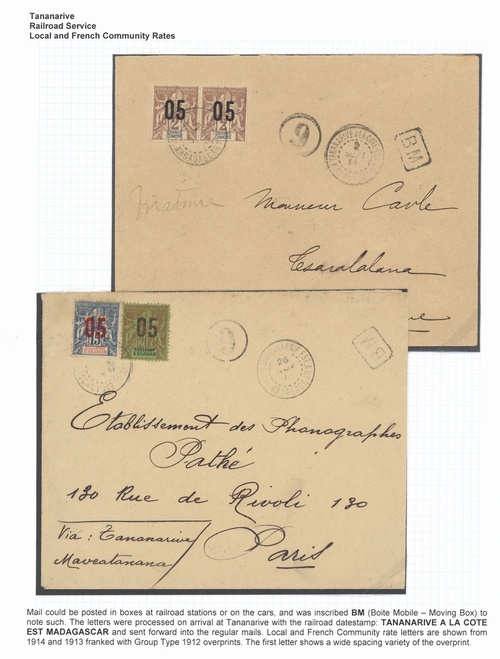 Tananarive
Railroad Service
Local and French Community Rates
05 05
9
BM
Monsieur
Tsaralalana
05 05
BM
Etablissement des Phonographes
Pathé
130 Rue de Rivoli 130
Via : Tananarive
Maveatanana
Paris
Mail could be posted in boxes at railroad stations or on the cars, and was inscribed BM (Boite Mobile – Moving Box) to
note such. The letters were processed on arrival at Tananarive with the railroad datestamp: TANANARIVE A LA COTE
EST MADAGASCAR and sent forward into the regular mails. Local and French Community rate letters are shown from
1914 and 1913 franked with Group Type 1912 overprints. The first letter shows a wide spacing variety of the overprint.